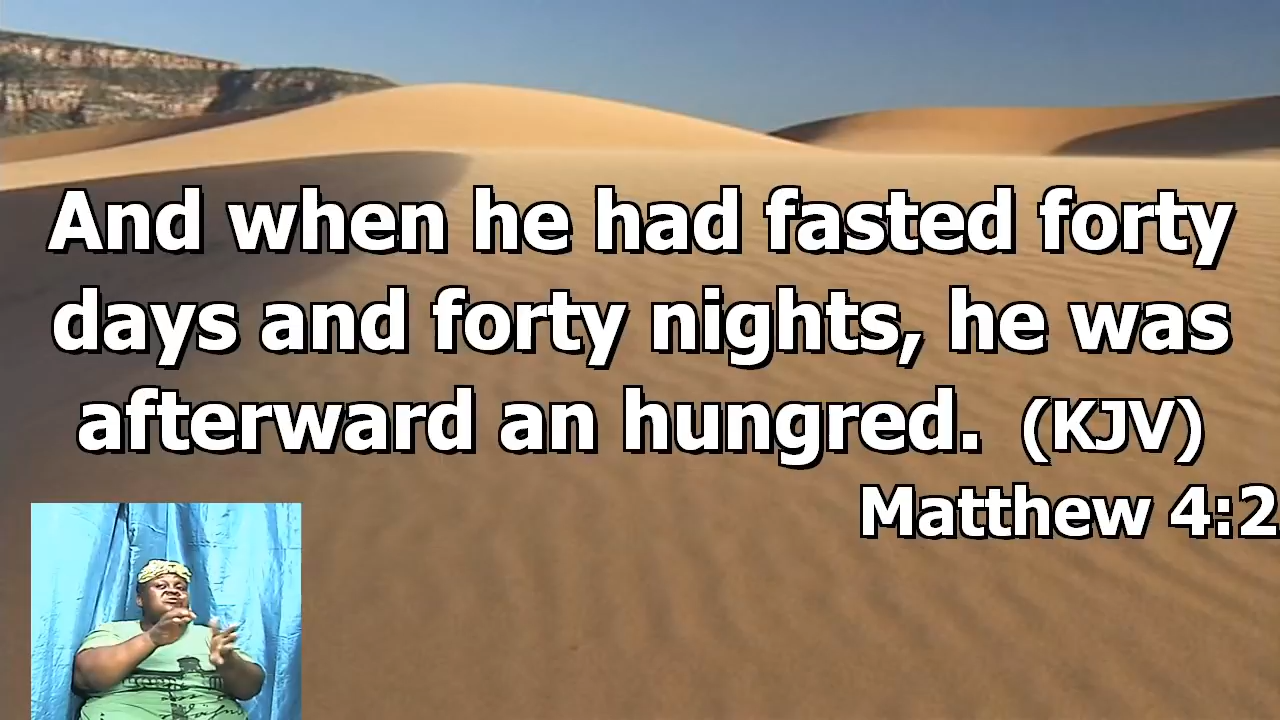 And when he had fasted forty
days and forty nights, he was
afterward an hungred. (KJV)
Matthew 4:2